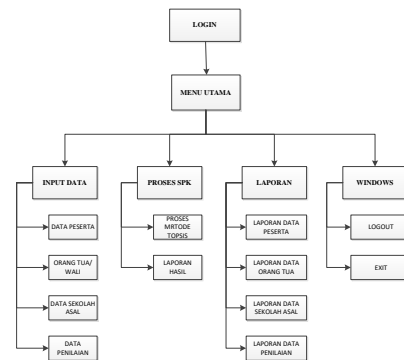 LOGIN
MENU UTAMA
INPUT DATA
PROSES SPK
LAPORAN
WINDOWS
DATA PESERTA
ORANG TUA/
WALI
DATA SEKOLAH
ASAL
DATA
PENILAIAN
PROSES
MRTODE
TOPSIS
LAPORAN
HASIL
LAPORAN DATA
PESERTA
LAPORAN DATA
ORANG TUA
LAPORAN DATA
SEKOLAH ASAL
LAPORAN DATA
PENILAIAN
LOGOUT
EXIT